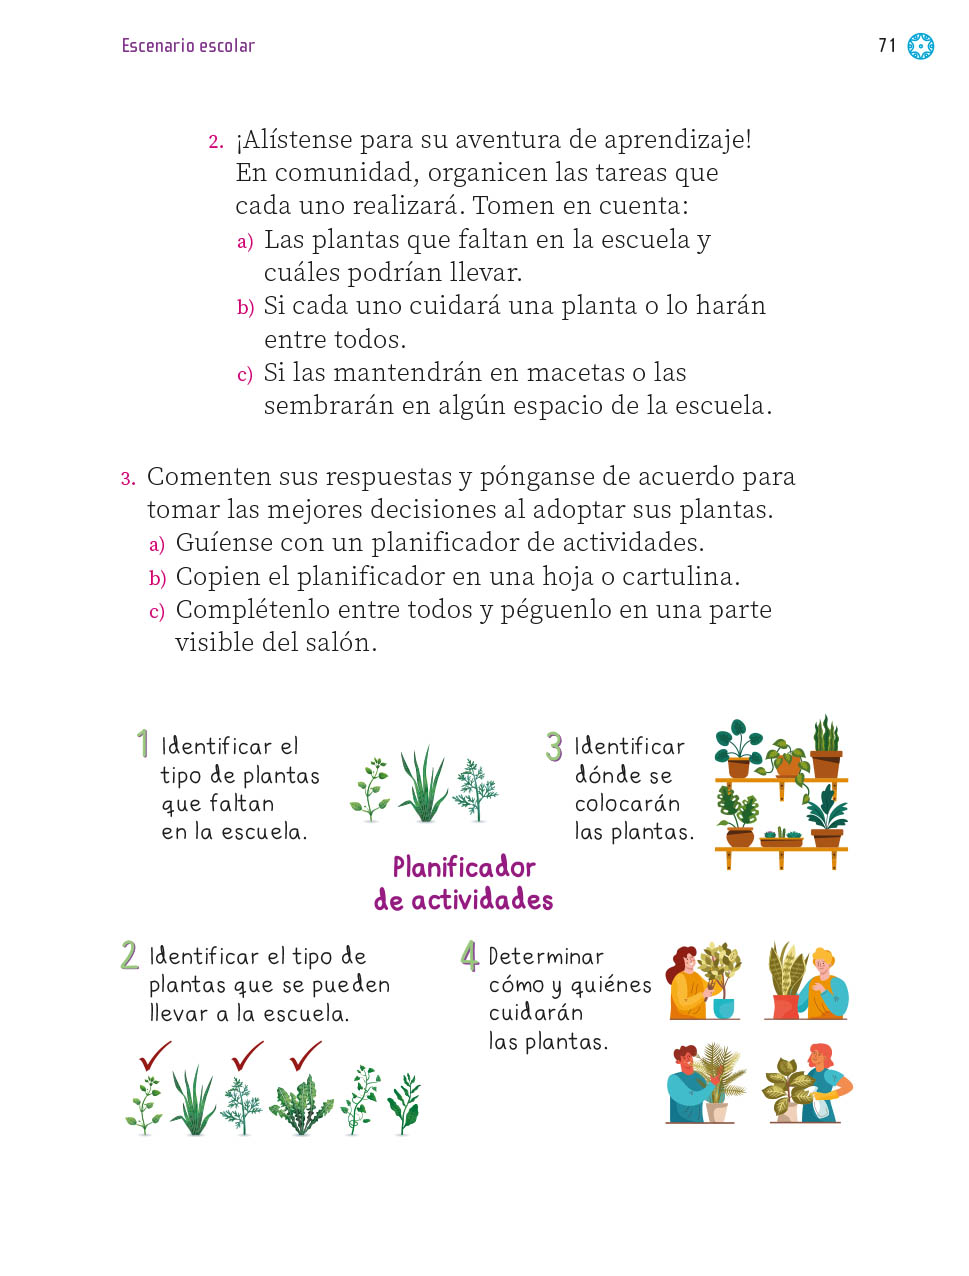 Escenario escolar
71
2. ¡Alístense para su aventura de aprendizaje!
En comunidad, organicen las tareas que
cada uno realizará. Tomen en cuenta:
a) Las plantas que faltan en la escuela y
cuáles podrían llevar.
b) Si cada uno cuidará una planta o lo harán
entre todos.
c) Si las mantendrán en macetas o las
sembrarán en algún espacio de la escuela.
3. Comenten sus respuestas y pónganse de acuerdo para
tomar las mejores decisiones al adoptar sus plantas.
a) Guíense con un planificador de actividades.
b) Copien el planificador en una hoja o cartulina.
c) Complétenlo entre todos y péguenlo en una parte
visible del salón.
1 Identificar el
tipo de plantas
que faltan
en la escuela.
3 Identificar
dónde se
colocarán
las plantas.
Planificador
de actividades
2 Identificar el tipo de
plantas que se pueden
llevar a la escuela.
4 Determinar
cómo y quiénes
cuidarán
las plantas.